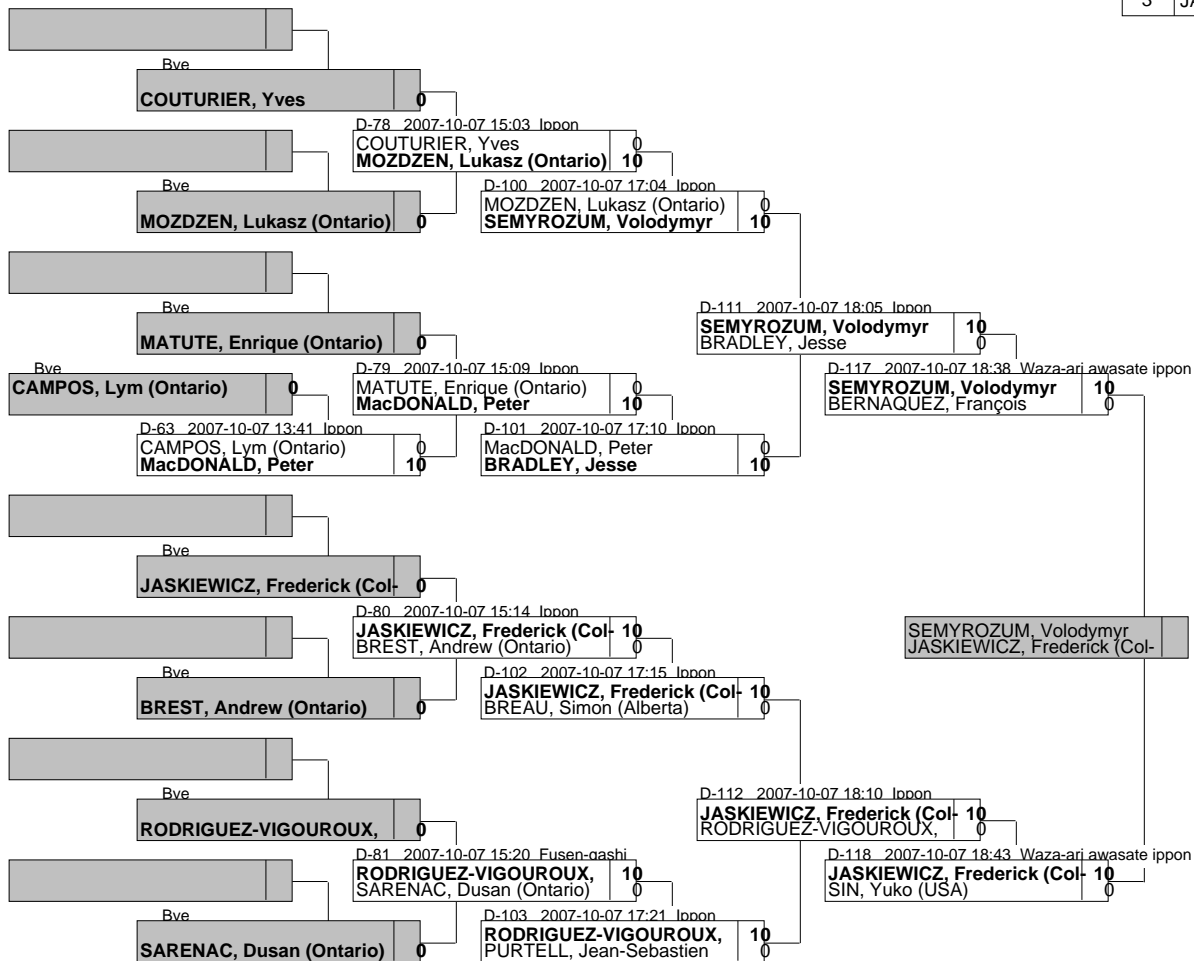 3 JA
Bye
COUTURIER, Yves 0
D-78 2007-10-07 15:03 Ippon
COUTURIER, Yves 0
MOZDZEN, Lukasz (Ontario) 10
Bye
MOZDZEN, Lukasz (Ontario) 0
D-100 2007-10-07 17:04 Ippon
MOZDZEN, Lukasz (Ontario) 0
SEMYROZUM, Volodymyr 10
Bye
MATUTE, Enrique (Ontario) 0
D-111 2007-10-07 18:05 Ippon
SEMYROZUM, Volodymyr 10
BRADLEY, Jesse 0
Bye
CAMPOS, Lym (Ontario) 0
D-79 2007-10-07 15:09 Ippon
MATUTE, Enrique (Ontario) 0
MacDONALD, Peter 10
D-117 2007-10-07 18:38 Waza-ari awasate ippon
SEMYROZUM, Volodymyr 10
BERNAQUEZ, François 0
D-63 2007-10-07 13:41 Ippon
CAMPOS, Lym (Ontario) 0
MacDONALD, Peter 10
D-101 2007-10-07 17:10 Ippon
MacDONALD, Peter 0
BRADLEY, Jesse 10
Bye
JASKIEWICZ, Frederick (Col- 0
D-80 2007-10-07 15:14 Ippon
JASKIEWICZ, Frederick (Col- 10
BREST, Andrew (Ontario) 0
SEMYROZUM, Volodymyr
JASKIEWICZ, Frederick (Col-
Bye
BREST, Andrew (Ontario) 0
D-102 2007-10-07 17:15 Ippon
JASKIEWICZ, Frederick (Col- 10
BREAU, Simon (Alberta) 0
Bye
RODRIGUEZ-VIGOUROUX, 0
D-112 2007-10-07 18:10 Ippon
JASKIEWICZ, Frederick (Col- 10
RODRIGUEZ-VIGOUROUX, 0
D-81 2007-10-07 15:20 Fusen-gashi
RODRIGUEZ-VIGOUROUX, 10
SARENAC, Dusan (Ontario) 0
D-118 2007-10-07 18:43 Waza-ari awasate ippon
JASKIEWICZ, Frederick (Col- 10
SIN, Yuko (USA) 0
Bye
SARENAC, Dusan (Ontario) 0
D-103 2007-10-07 17:21 Ippon
RODRIGUEZ-VIGOUROUX, 10
PURTELL, Jean-Sebastien 0